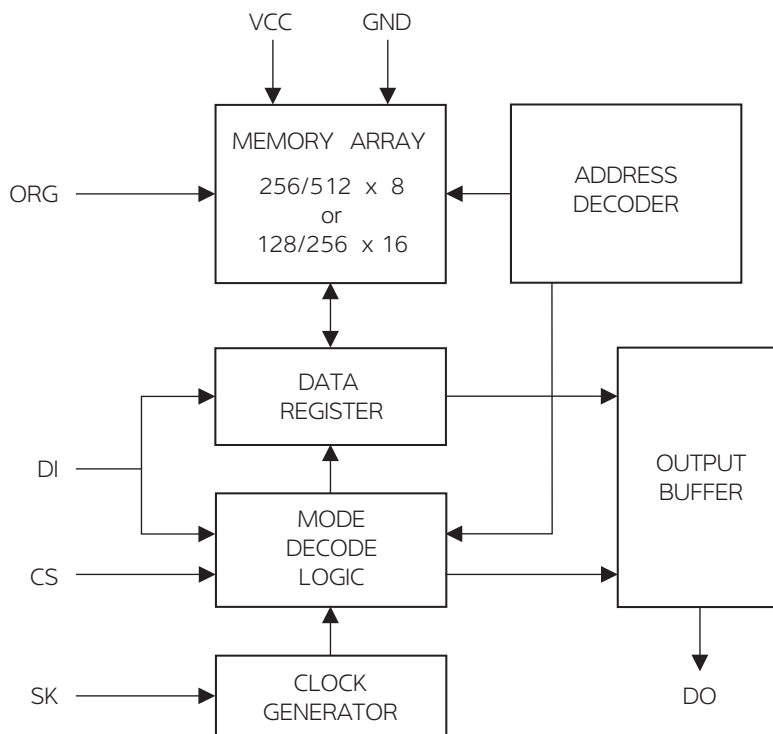 VCC
GND
MEMORY ARRAY
256/512 x 8
or
128/256 x 16
ADDRESS
DECODER
ORG
DATA
REGISTER
OUTPUT
BUFFER
DI
MODE
DECODE
LOGIC
CS
CLOCK
GENERATOR
SK
DO